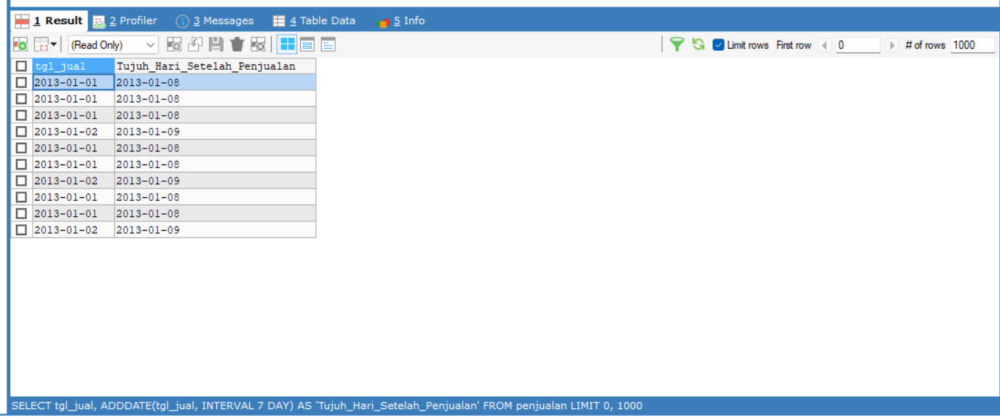 1 Result 2 Profiler 3 Messages 4 Table Data 5 Info
(Read Only) Limit rows First row 0 # of rows 1000
tgl_jual Tujuh_Hari_Setelah_Penjualan
2013-01-01 2013-01-08
2013-01-01 2013-01-08
2013-01-01 2013-01-08
2013-01-02 2013-01-09
2013-01-01 2013-01-08
2013-01-01 2013-01-08
2013-01-02 2013-01-09
2013-01-01 2013-01-08
2013-01-01 2013-01-08
2013-01-02 2013-01-09
SELECT tgl_jual, ADDDATE(tgl_jual, INTERVAL 7 DAY) AS 'Tujuh_Hari_Setelah_Penjualan' FROM penjualan LIMIT 0, 1000